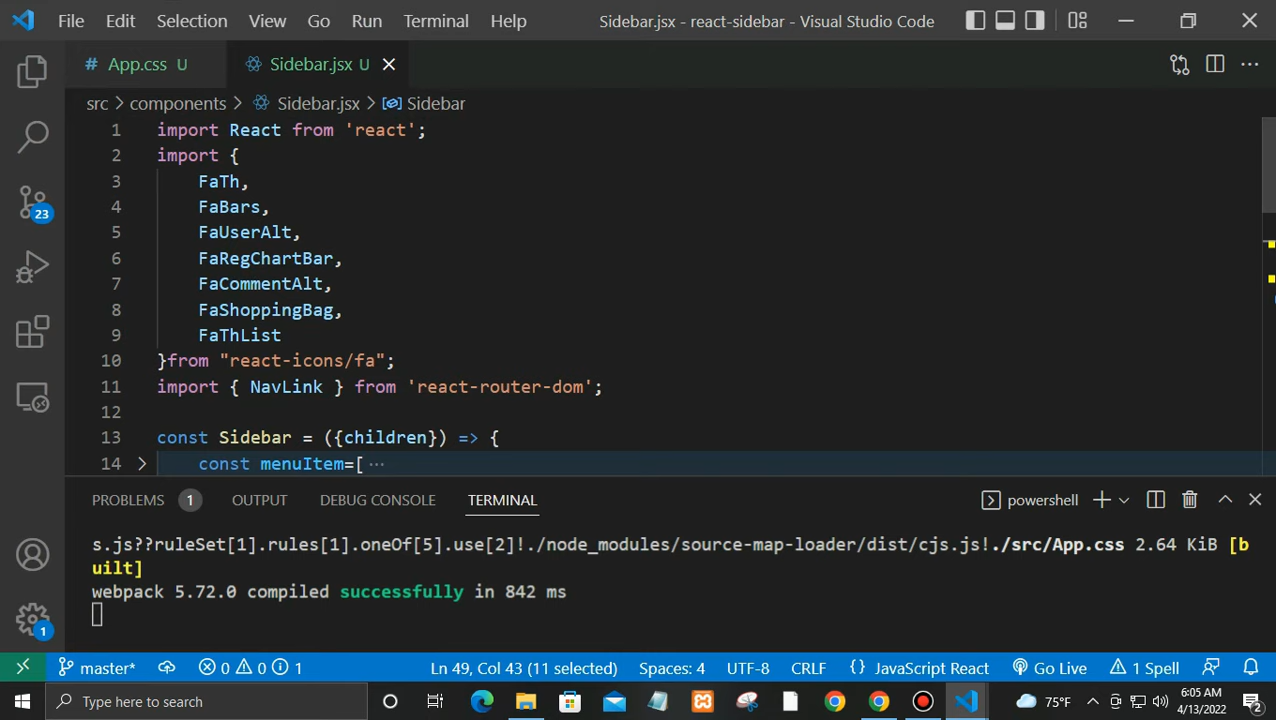 File Edit Selection View Go Run Terminal Help Sidebar.jsx - react-sidebar - Visual Studio Code
# App.css U Sidebar.jsx U
src > components > Sidebar.jsx > Sidebar
1 import React from 'react';
2 import {
3 FaTh,
4 FaBars,
5 FaUserAlt,
6 FaRegChartBar,
7 FaCommentAlt,
8 FaShoppingBag,
9 FaThList
10 }from "react-icons/fa";
11 import { NavLink } from 'react-router-dom';
12
13 const Sidebar = ({children}) => {
14 const menuItem=[ ···
23
1
PROBLEMS 1 OUTPUT DEBUG CONSOLE TERMINAL powershell
s.js??ruleSet[1].rules[1].oneOf[5].use[2]!./node_modules/source-map-loader/dist/cjs.js!./src/App.css 2.64 KiB [b
uilt]
webpack 5.72.0 compiled successfully in 842 ms
master* 0 0 1 Ln 49, Col 43 (11 selected) Spaces: 4 UTF-8 CRLF {} JavaScript React Go Live 1 Spell
Type here to search 75°F 6:05 AM
4/13/2022 2